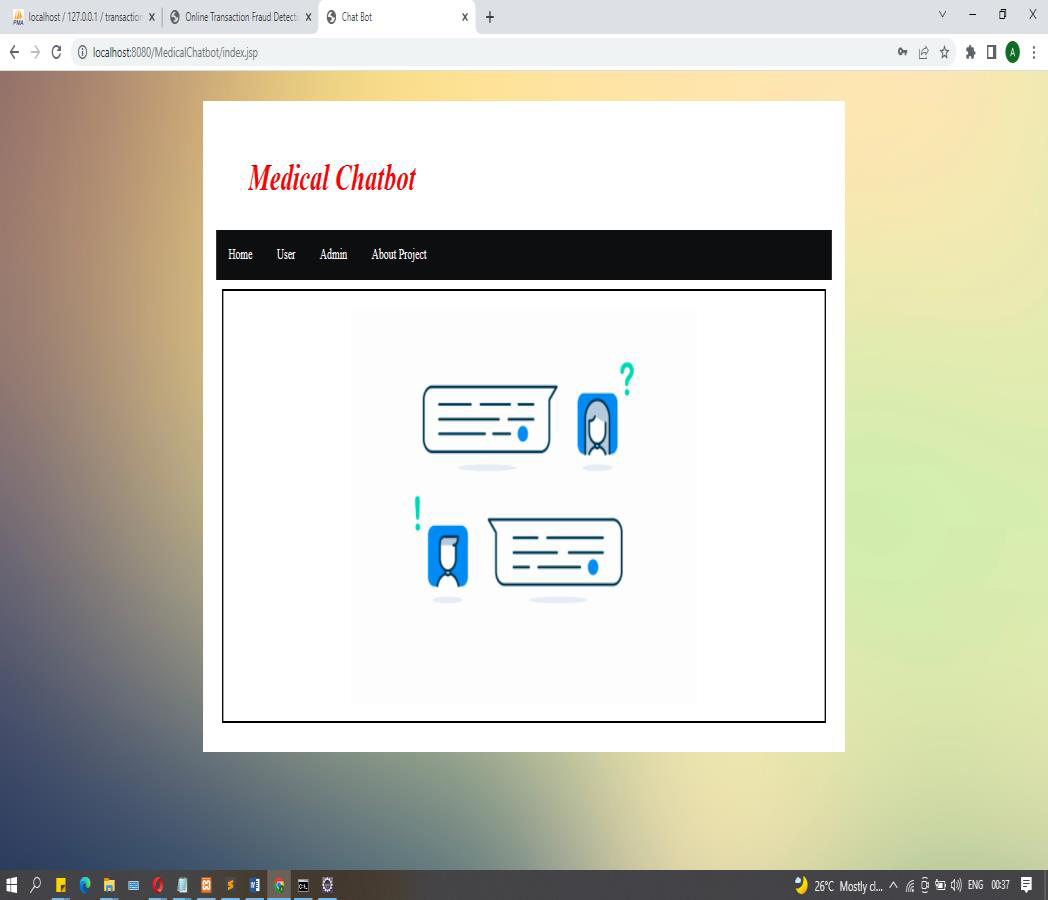 localhost / 127.0.0.1 / transaction
Online Transaction Fraud Detecti
Chat Bot
localhost:8080/MedicalChatbot/index.jsp
A
Medical Chatbot
Home User Admin About Project
?
!
26°C Mostly cl... ENG 00:37